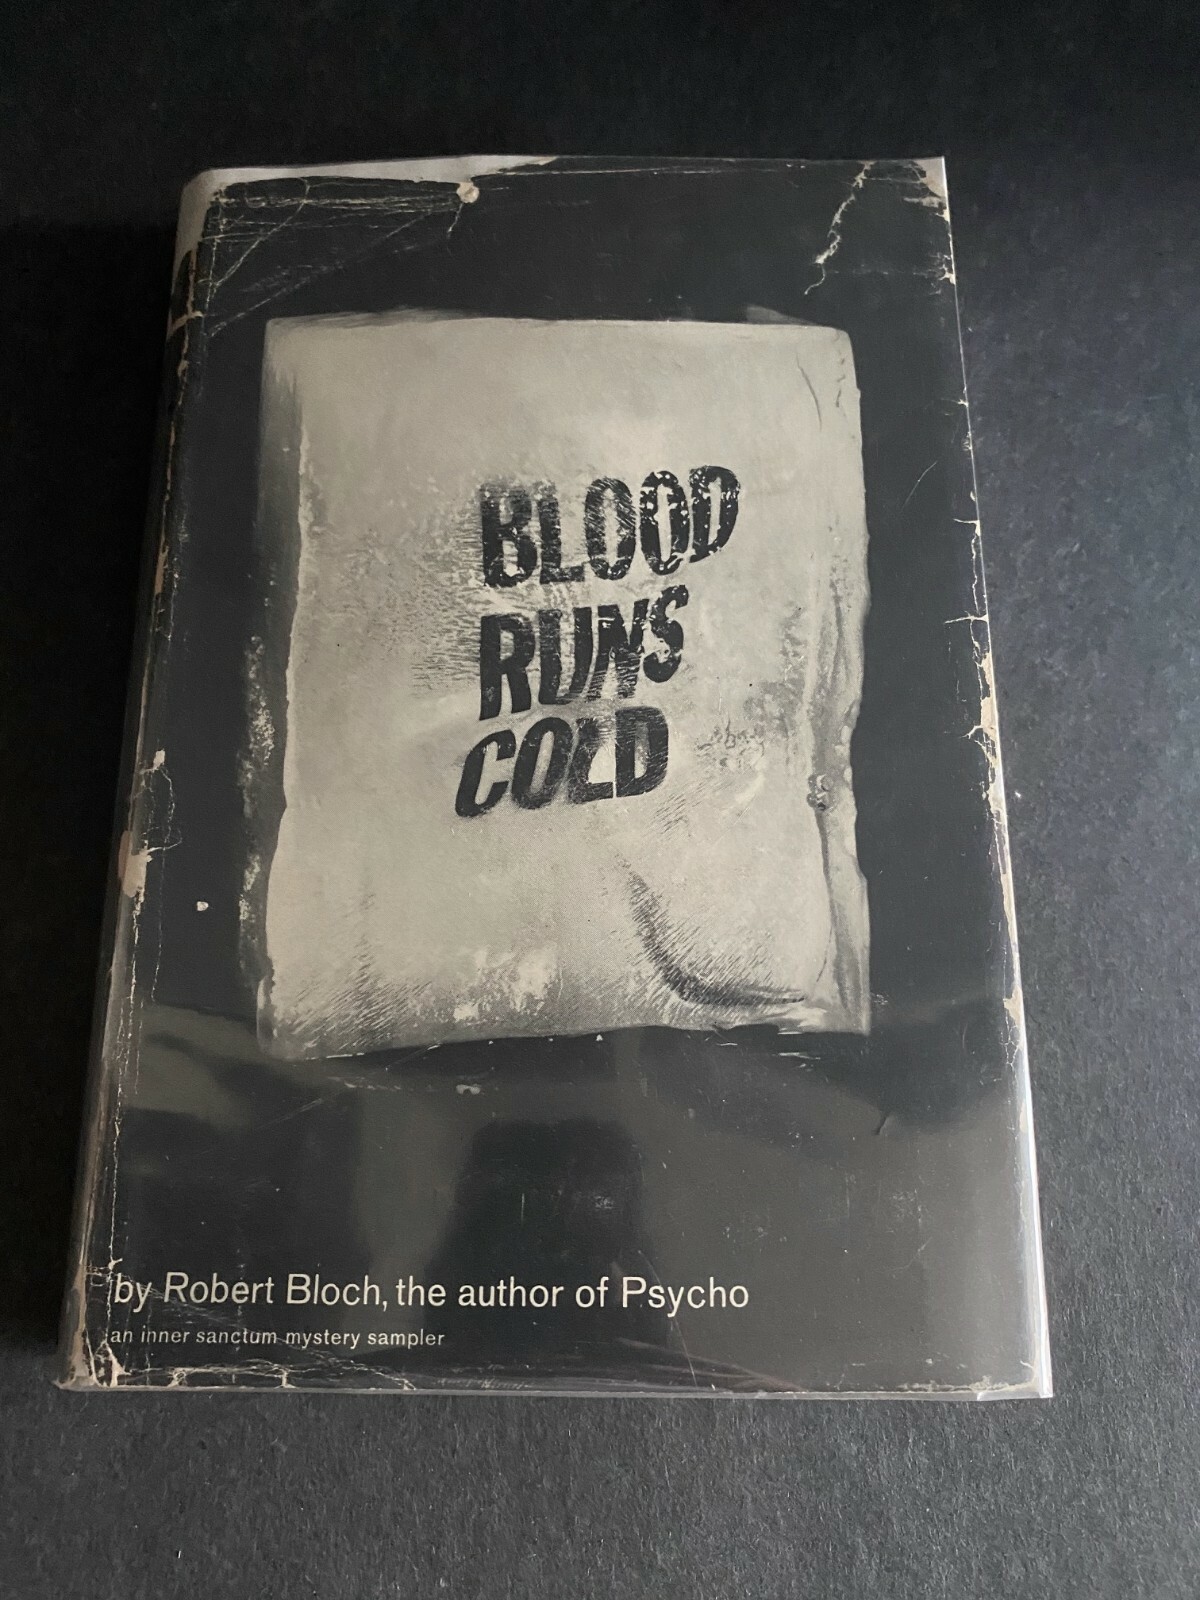 BLOOD
RUNS
COLD
by Robert Bloch, the author of Psycho
an inner sanctum mystery sampler